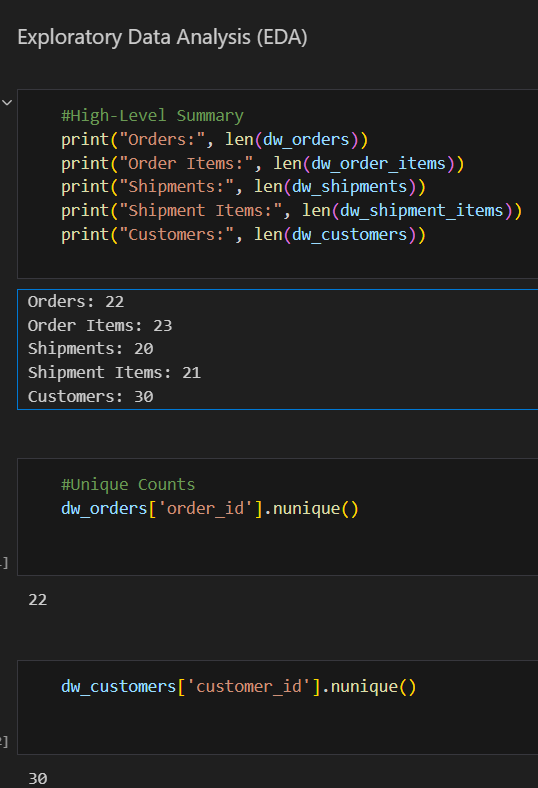 Exploratory Data Analysis (EDA)
#High-Level Summary
print("Orders:", len(dw_orders))
print("Order Items:", len(dw_order_items))
print("Shipments:", len(dw_shipments))
print("Shipment Items:", len(dw_shipment_items))
print("Customers:", len(dw_customers))
Orders: 22
Order Items: 23
Shipments: 20
Shipment Items: 21
Customers: 30
#Unique Counts
dw_orders['order_id'].nunique()
]
22
dw_customers['customer_id'].nunique()
]
30